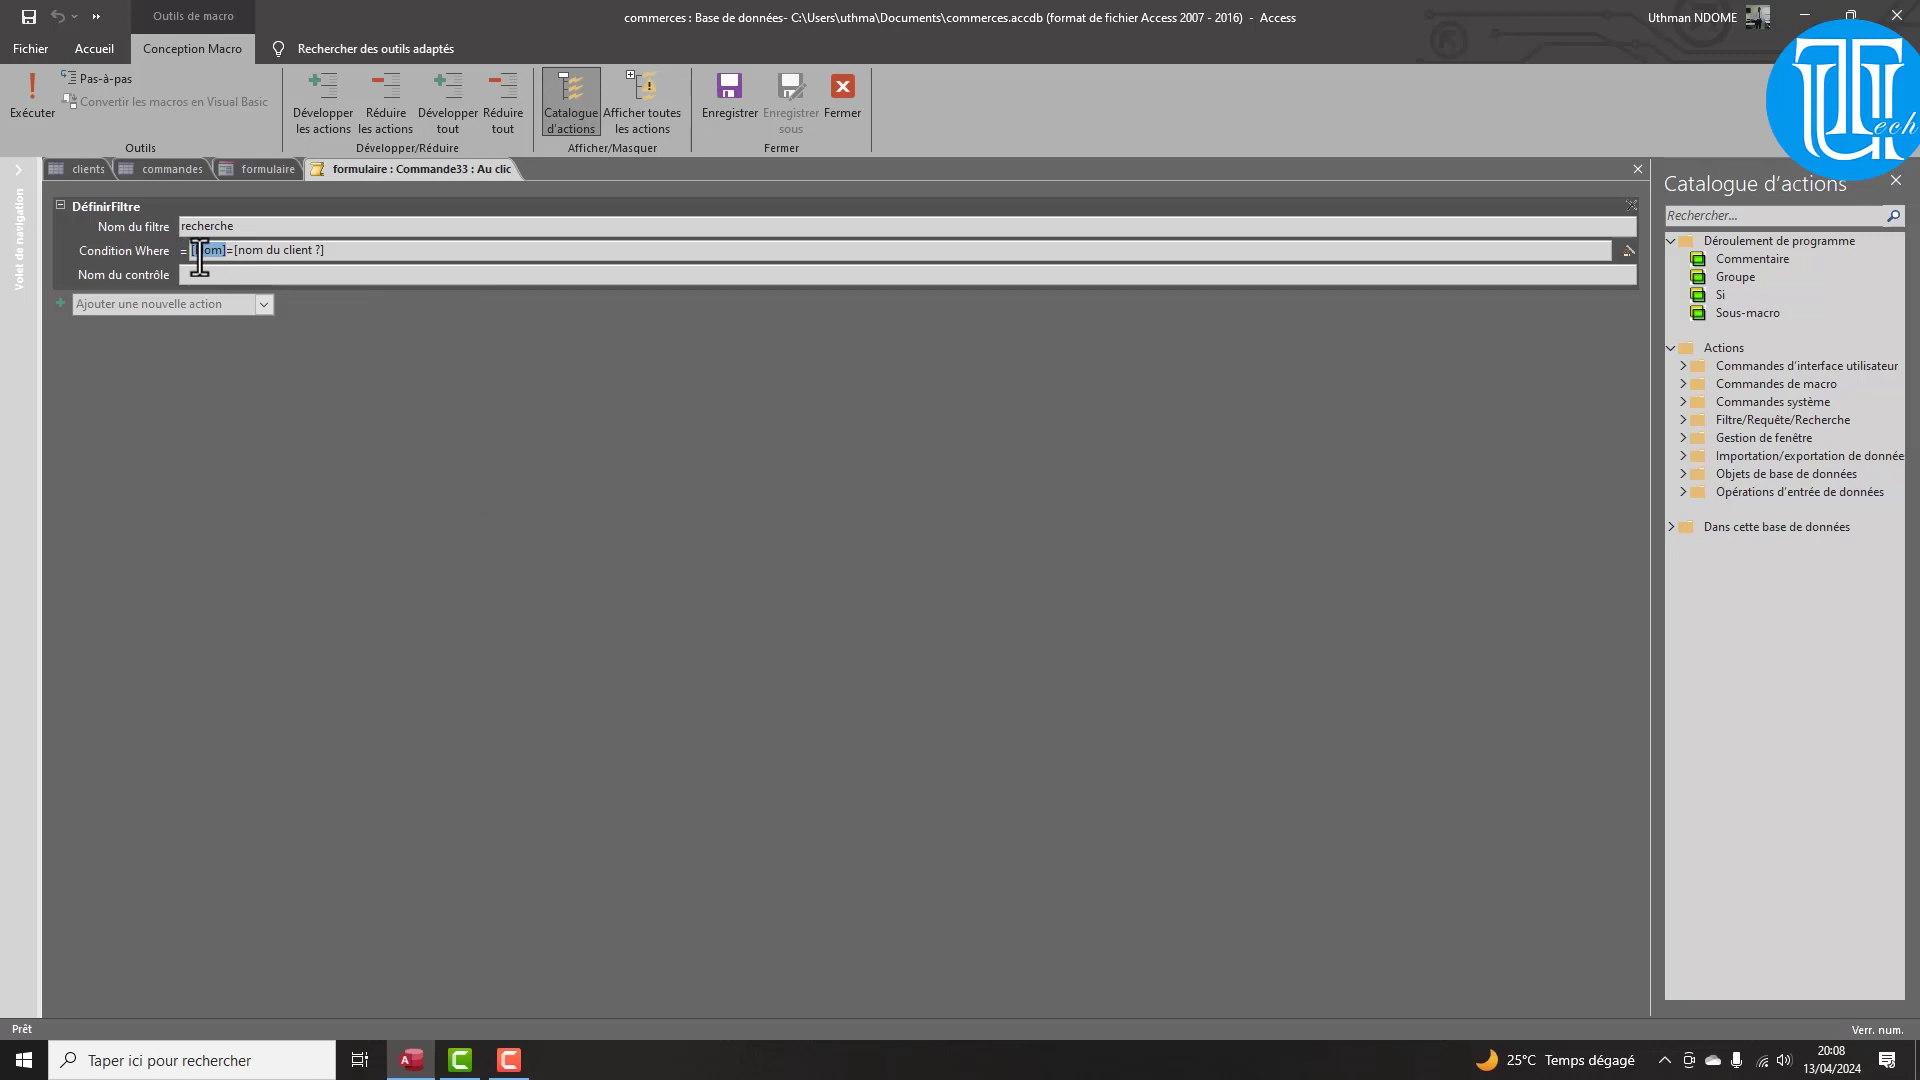 Outils de macro
commerces : Base de données- C:\Users\uthma\Documents\commerces.accdb (format de fichier Access 2007 - 2016) - Access
Uthman NDOME
Fichier
Accueil
Conception Macro
Rechercher des outils adaptés
Exécuter
Pas-à-pas
Convertir les macros en Visual Basic
Outils
Développer les actions
Réduire les actions
Développer tout
Réduire tout
Développer/Réduire
Catalogue d'actions
Afficher toutes les actions
Afficher/Masquer
Enregistrer
Enregistrer sous
Fermer
Fermer
UTech
clients
commandes
formulaire
formulaire : Commande33 : Au clic
Volet de navigation
DéfinirFiltre
Nom du filtre
recherche
Condition Where
= [nom]=[nom du client ?]
Nom du contrôle
Ajouter une nouvelle action
Catalogue d'actions
Rechercher...
Déroulement de programme
Commentaire
Groupe
Si
Sous-macro
Actions
Commandes d'interface utilisateur
Commandes de macro
Commandes système
Filtre/Requête/Recherche
Gestion de fenêtre
Importation/exportation de donnée
Objets de base de données
Opérations d'entrée de données
Dans cette base de données
Prêt
Verr. num.
Taper ici pour rechercher
25°C Temps dégagé
20:08
13/04/2024